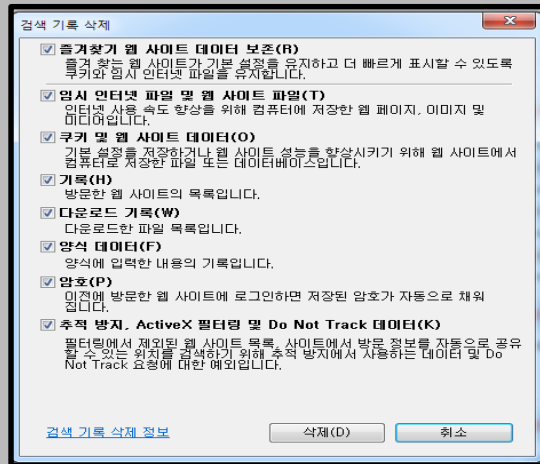 검색 기록 삭제
즐겨찾기 웹 사이트 데이터 보존(R)
즐겨 찾는 웹 사이트가 기본 설정을 유지하고 더 빠르게 표시할 수 있도록
쿠키와 임시 인터넷 파일을 유지합니다.
임시 인터넷 파일 및 웹 사이트 파일(T)
인터넷 사용 속도 향상을 위해 컴퓨터에 저장한 웹 페이지, 이미지 및
미디어입니다.
쿠키 및 웹 사이트 데이터(O)
기본 설정을 저장하거나 웹 사이트 성능을 향상시키기 위해 웹 사이트에서
컴퓨터로 저장한 파일 또는 데이터베이스입니다.
기록(H)
방문한 웹 사이트의 목록입니다.
다운로드 기록(W)
다운로드한 파일 목록입니다.
양식 데이터(F)
양식에 입력한 내용의 기록입니다.
암호(P)
이전에 방문한 웹 사이트에 로그인하면 저장된 암호가 자동으로 채워
집니다.
추적 방지, ActiveX 필터링 및 Do Not Track 데이터(K)
필터링에서 제외된 웹 사이트 목록, 사이트에서 방문 정보를 자동으로 공유
할 수 있는 위치를 검색하기 위해 추적 방지에서 사용하는 데이터 및 Do
Not Track 요청에 대한 예외입니다.
검색 기록 삭제 정보
삭제(D)
취소